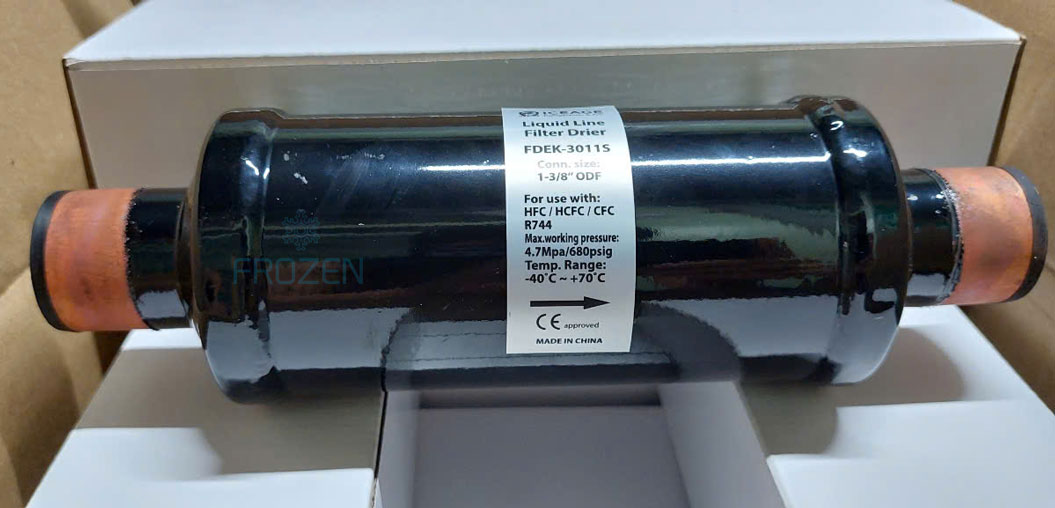 ICEAGE
Liquid Line
Filter Drier
FDEK-3011S
Conn. size:
1-3/8" ODF
For use with:
HFC / HCFC / CFC
R744
Max.working pressure:
4.7Mpa/680psig
Temp. Range:
-40°C ~ +70°C
CE approved
MADE IN CHINA
FROZEN